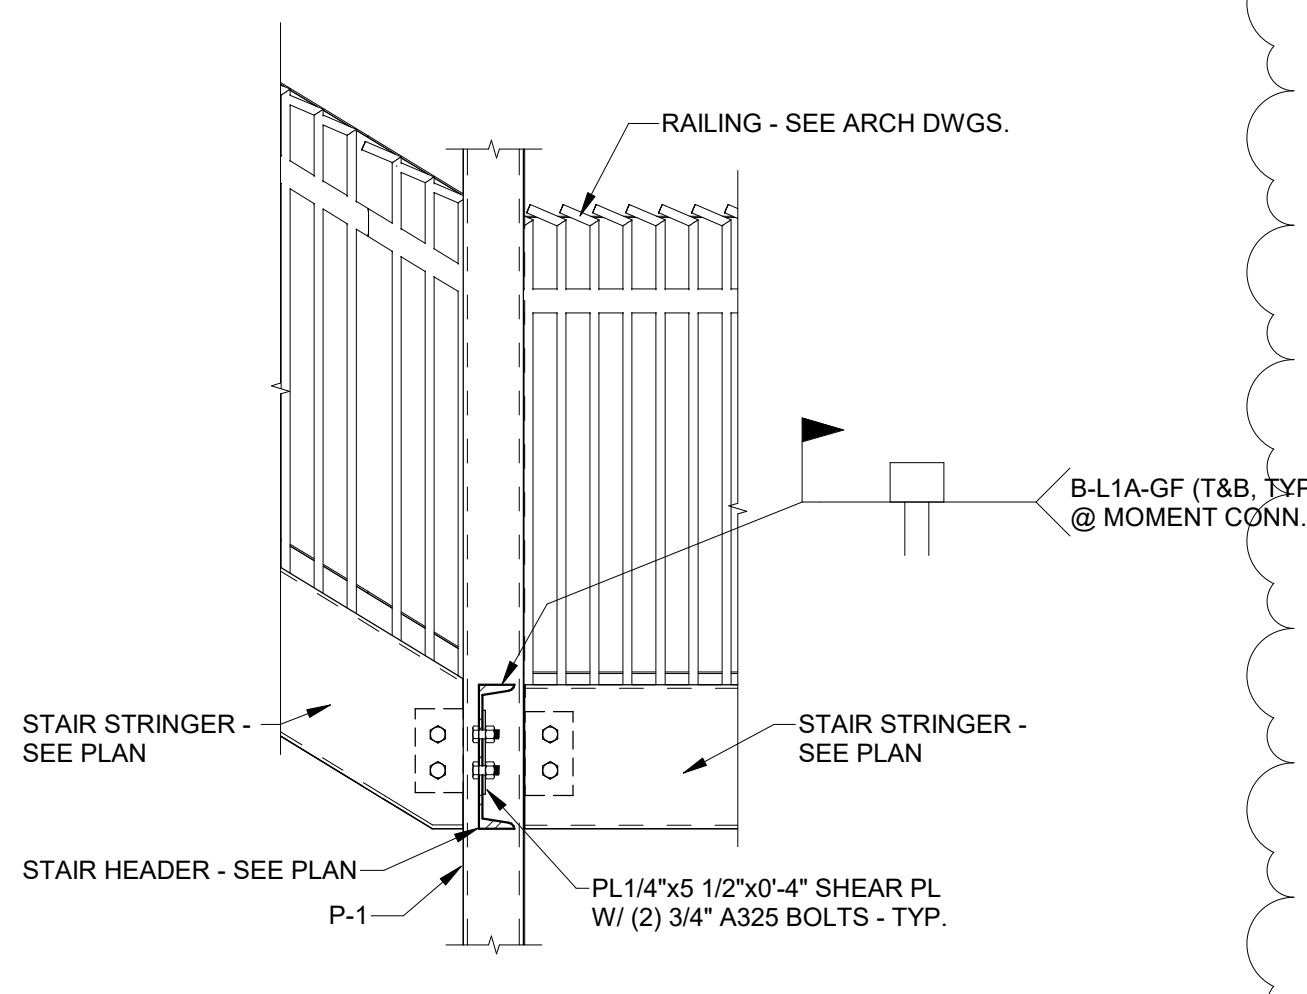 RAILING - SEE ARCH DWGS.
B-L1A-GF (T&B, TYP
@ MOMENT CONN.
STAIR STRINGER -
SEE PLAN
STAIR STRINGER -
SEE PLAN
STAIR HEADER - SEE PLAN
P-1
PL1/4"x5 1/2"x0'-4" SHEAR PL
W/ (2) 3/4" A325 BOLTS - TYP.